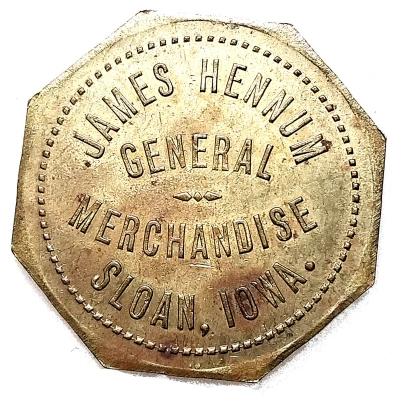 JAMES HENNUM
GENERAL
MERCHANDISE
SLOAN, IOWA.